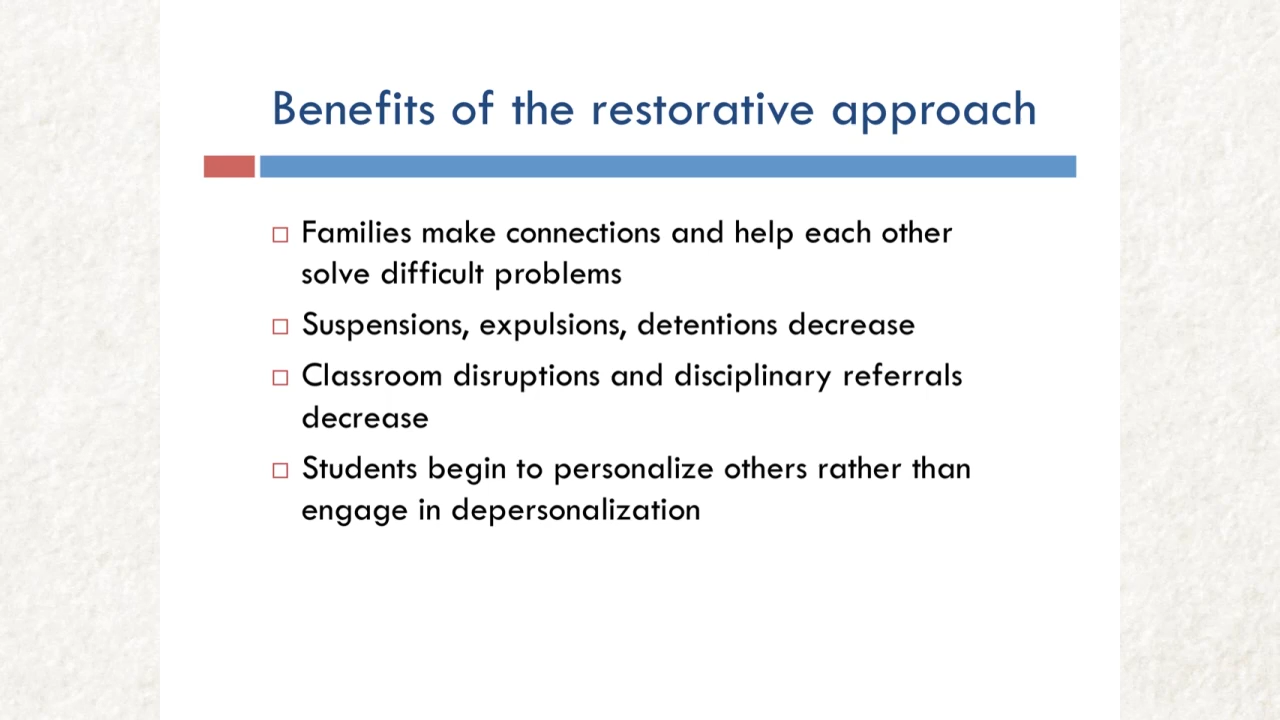 Benefits of the restorative approach
Families make connections and help each other
solve difficult problems
Suspensions, expulsions, detentions decrease
Classroom disruptions and disciplinary referrals
decrease
Students begin to personalize others rather than
engage in depersonalization